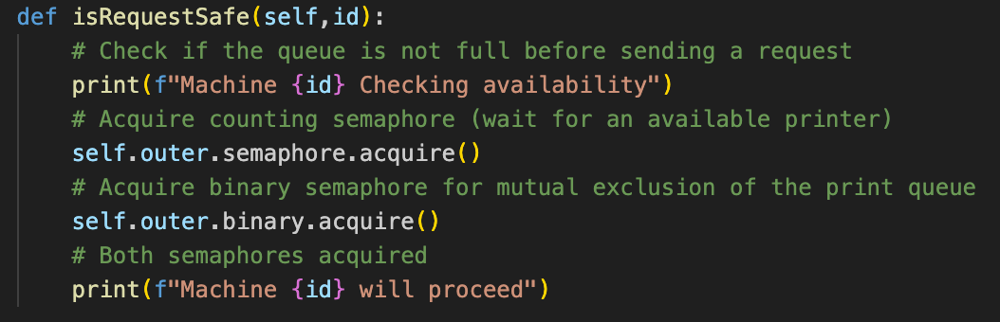 def isRequestSafe(self,id):
    # Check if the queue is not full before sending a request
    print(f"Machine {id} Checking availability")
    # Acquire counting semaphore (wait for an available printer)
    self.outer.semaphore.acquire()
    # Acquire binary semaphore for mutual exclusion of the print queue
    self.outer.binary.acquire()
    # Both semaphores acquired
    print(f"Machine {id} will proceed")